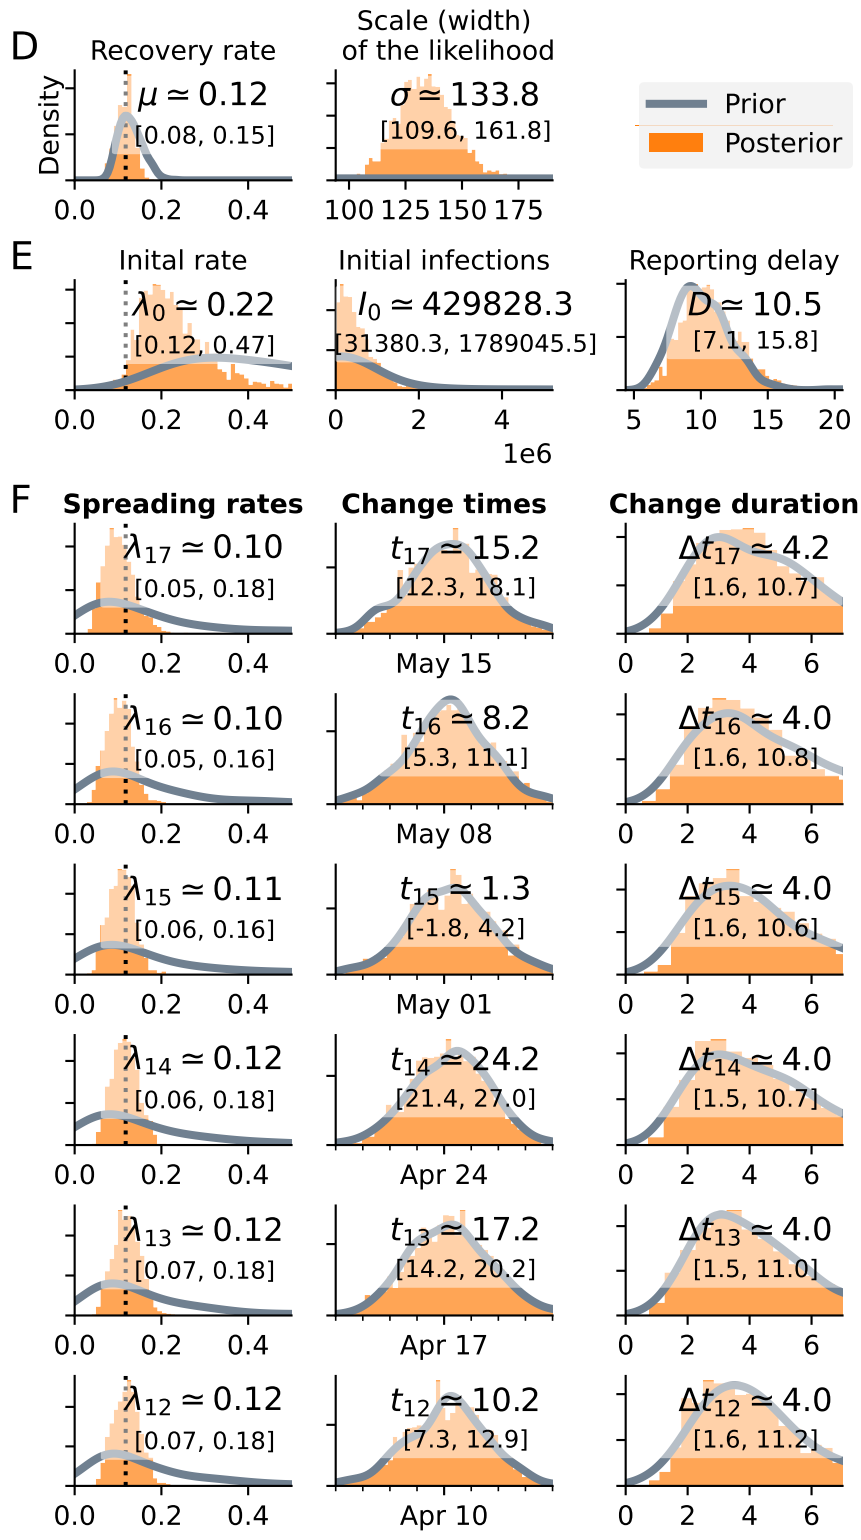 D
Recovery rate
Scale (width)
of the likelihood
Density
μ ≃ 0.12
[0.08, 0.15]
0.0 0.2 0.4
σ ≃ 133.8
[109.6, 161.8]
100 125 150 175
Prior
Posterior
E
Inital rate
λ0 ≃ 0.22
[0.12, 0.47]
0.0 0.2 0.4
Initial infections
I0 ≃ 429828.3
[31380.3, 1789045.5]
0 2 4
1e6
Reporting delay
D ≃ 10.5
[7.1, 15.8]
5 10 15 20
F
Spreading rates
Change times
Change duration
λ17 ≃ 0.10
[0.05, 0.18]
0.0 0.2 0.4
t17 ≃ 15.2
[12.3, 18.1]
May 15
Δt17 ≃ 4.2
[1.6, 10.7]
0 2 4 6
λ16 ≃ 0.10
[0.05, 0.16]
0.0 0.2 0.4
t16 ≃ 8.2
[5.3, 11.1]
May 08
Δt16 ≃ 4.0
[1.6, 10.8]
0 2 4 6
λ15 ≃ 0.11
[0.06, 0.16]
0.0 0.2 0.4
t15 ≃ 1.3
[-1.8, 4.2]
May 01
Δt15 ≃ 4.0
[1.6, 10.6]
0 2 4 6
λ14 ≃ 0.12
[0.06, 0.18]
0.0 0.2 0.4
t14 ≃ 24.2
[21.4, 27.0]
Apr 24
Δt14 ≃ 4.0
[1.5, 10.7]
0 2 4 6
λ13 ≃ 0.12
[0.07, 0.18]
0.0 0.2 0.4
t13 ≃ 17.2
[14.2, 20.2]
Apr 17
Δt13 ≃ 4.0
[1.5, 11.0]
0 2 4 6
λ12 ≃ 0.12
[0.07, 0.18]
0.0 0.2 0.4
t12 ≃ 10.2
[7.3, 12.9]
Apr 10
Δt12 ≃ 4.0
[1.6, 11.2]
0 2 4 6